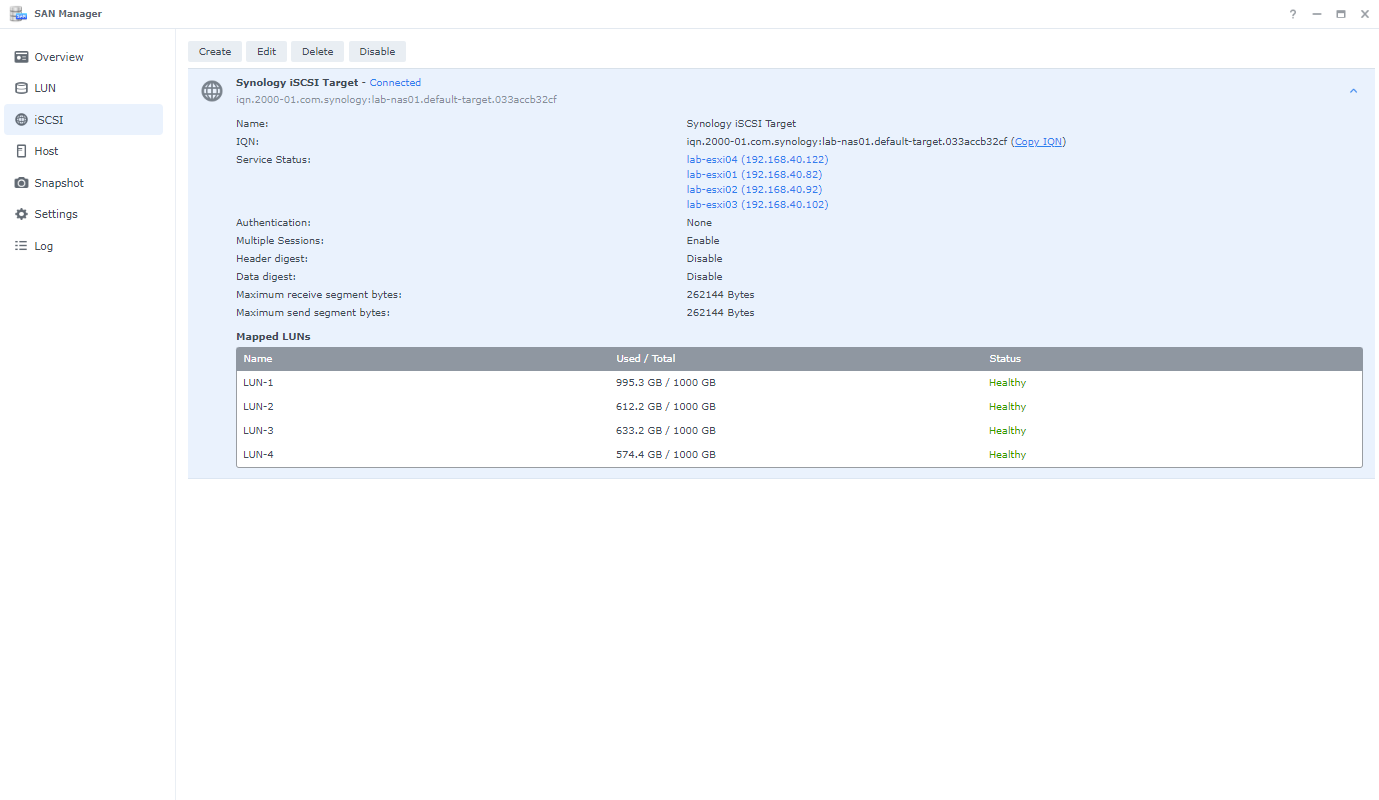 SAN Manager
?
Overview
LUN
iSCSI
Host
Snapshot
Settings
Log
Create Edit Delete Disable
Synology iSCSI Target - Connected
iqn.2000-01.com.synology:lab-nas01.default-target.033accb32cf
Name: Synology iSCSI Target
IQN: iqn.2000-01.com.synology:lab-nas01.default-target.033accb32cf (Copy IQN)
Service Status: lab-esxi04 (192.168.40.122)
lab-esxi01 (192.168.40.82)
lab-esxi02 (192.168.40.92)
lab-esxi03 (192.168.40.102)
Authentication: None
Multiple Sessions: Enable
Header digest: Disable
Data digest: Disable
Maximum receive segment bytes: 262144 Bytes
Maximum send segment bytes: 262144 Bytes
Mapped LUNs
Name Used / Total Status
LUN-1 995.3 GB / 1000 GB Healthy
LUN-2 612.2 GB / 1000 GB Healthy
LUN-3 633.2 GB / 1000 GB Healthy
LUN-4 574.4 GB / 1000 GB Healthy